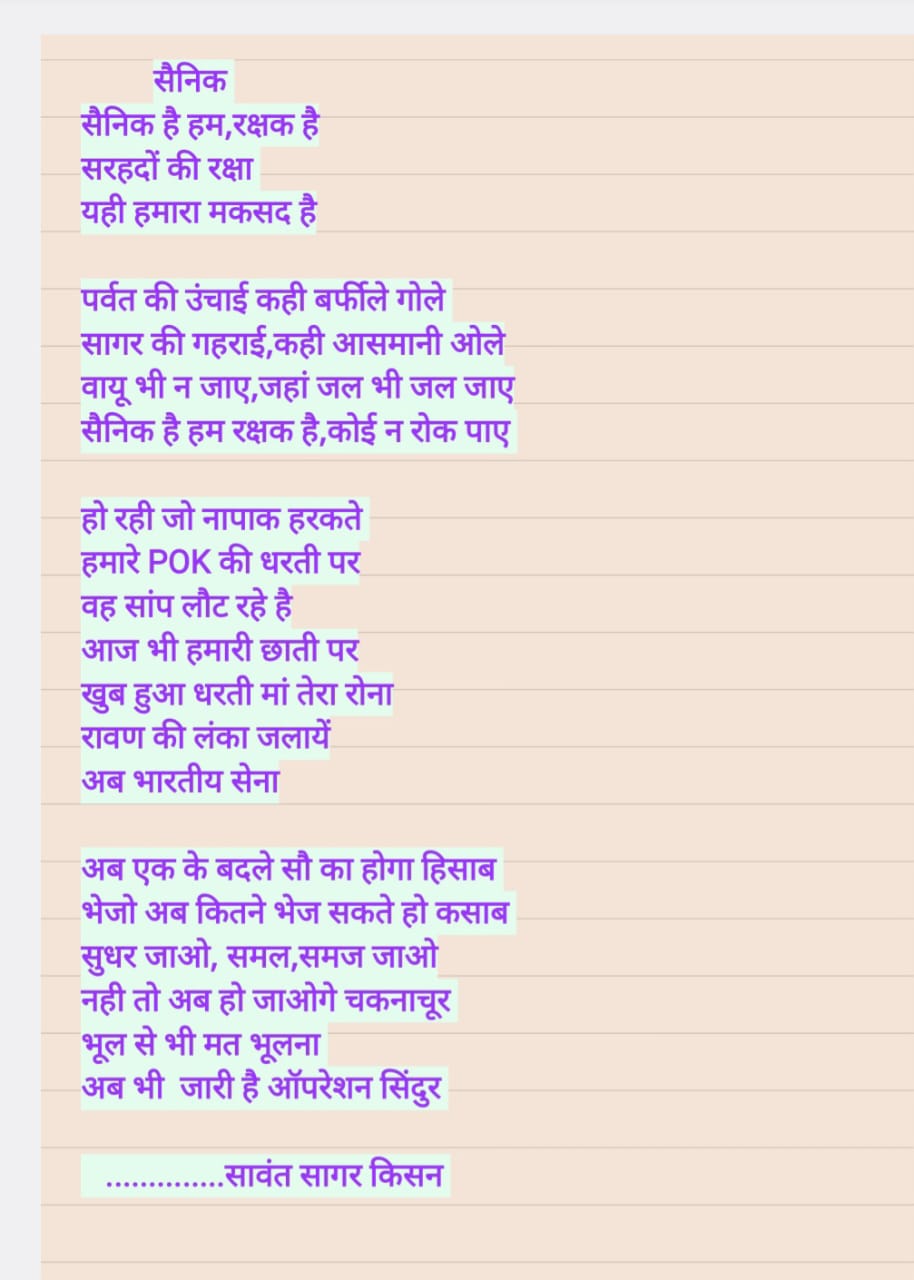 सैनिक
सैनिक है हम,रक्षक है
सरहदों की रक्षा
यही हमारा मकसद है
पर्वत की उंचाई कही बर्फीले गोले
सागर की गहराई,कही आसमानी ओले
वायू भी न जाए,जहां जल भी जल जाए
सैनिक है हम रक्षक है,कोई न रोक पाए
हो रही जो नापाक हरकते
हमारे POK की धरती पर
वह सांप लौट रहे है
आज भी हमारी छाती पर
खुब हुआ धरती मां तेरा रोना
रावण की लंका जलायें
अब भारतीय सेना
अब एक के बदले सौ का होगा हिसाब
भेजो अब कितने भेज सकते हो कसाब
सुधर जाओ, समल,समज जाओ
नही तो अब हो जाओगे चकनाचूर
भूल से भी मत भूलना
अब भी  जारी है ऑपरेशन सिंदुर
..............सावंत सागर किसन